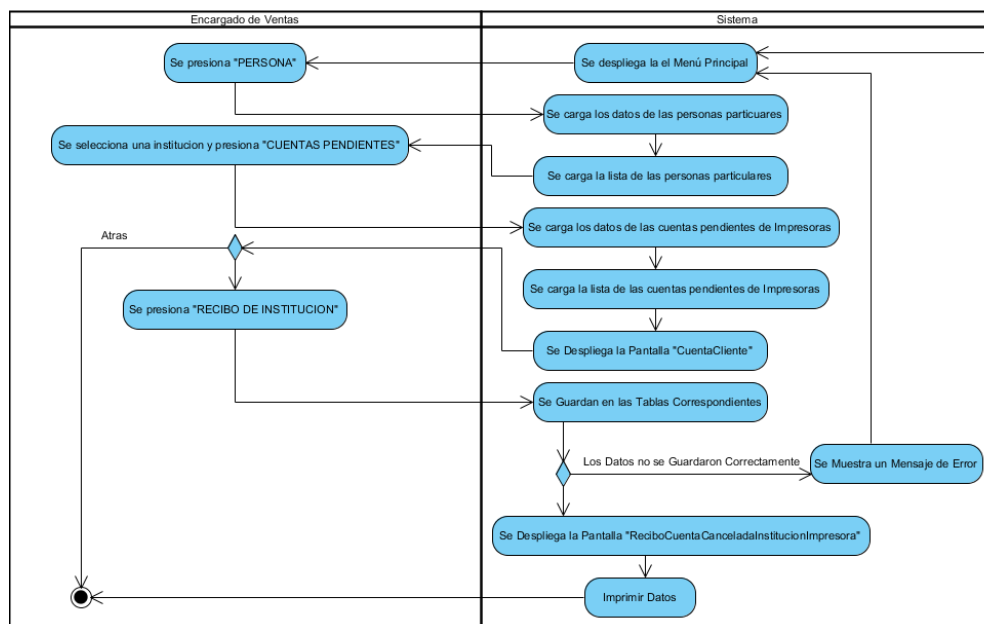 Encargado de Ventas
Sistema
Se presiona "PERSONA"
Se despliega la el Menú Principal
Se carga los datos de las personas particuares
Se selecciona una institucion y presiona "CUENTAS PENDIENTES"
Se carga la lista de las personas particulares
Se carga los datos de las cuentas pendientes de Impresoras
Atras
Se carga la lista de las cuentas pendientes de Impresoras
Se presiona "RECIBO DE INSTITUCION"
Se Despliega la Pantalla "CuentaCliente"
Se Guardan en las Tablas Correspondientes
Los Datos no se Guardaron Correctamente
Se Muestra un Mensaje de Error
Se Despliega la Pantalla "ReciboCuentaCanceladaInstitucionImpresora"
Imprimir Datos